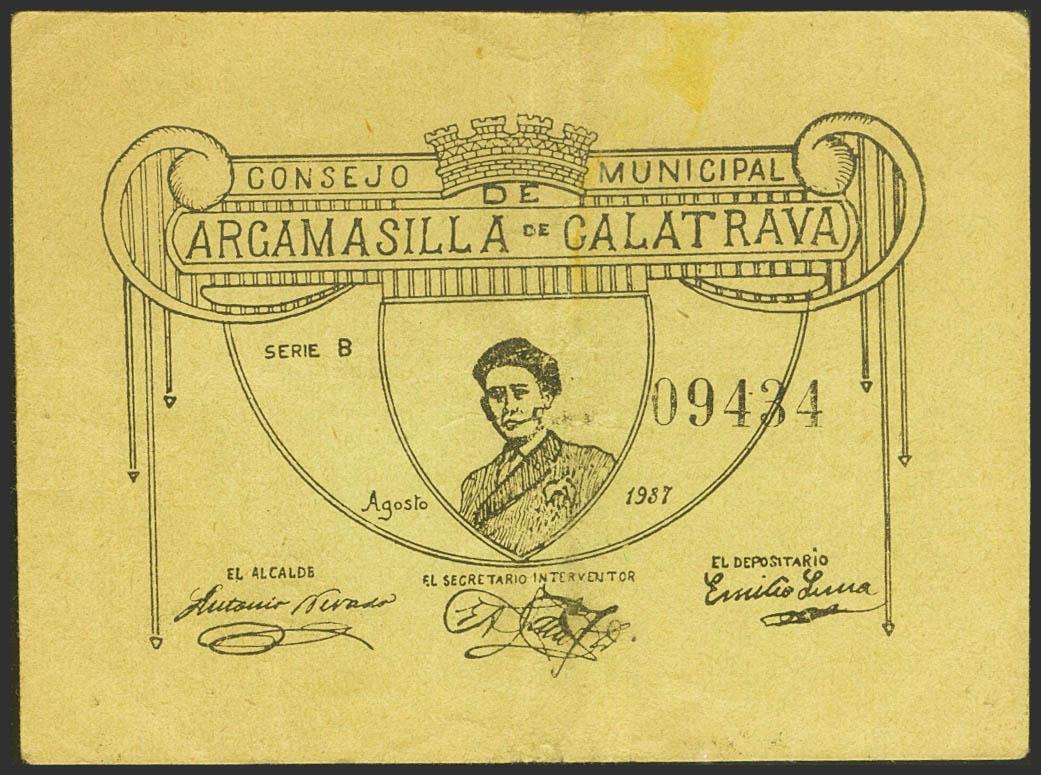 CONSEJO MUNICIPAL
DE
ARGAMASILLA DE CALATRAVA
SERIE B
09434
Agosto 1937
EL ALCALDE
Antonio Nevado
EL SECRETARIO INTERVENTOR
EL DEPOSITARIO
Emilio Luna